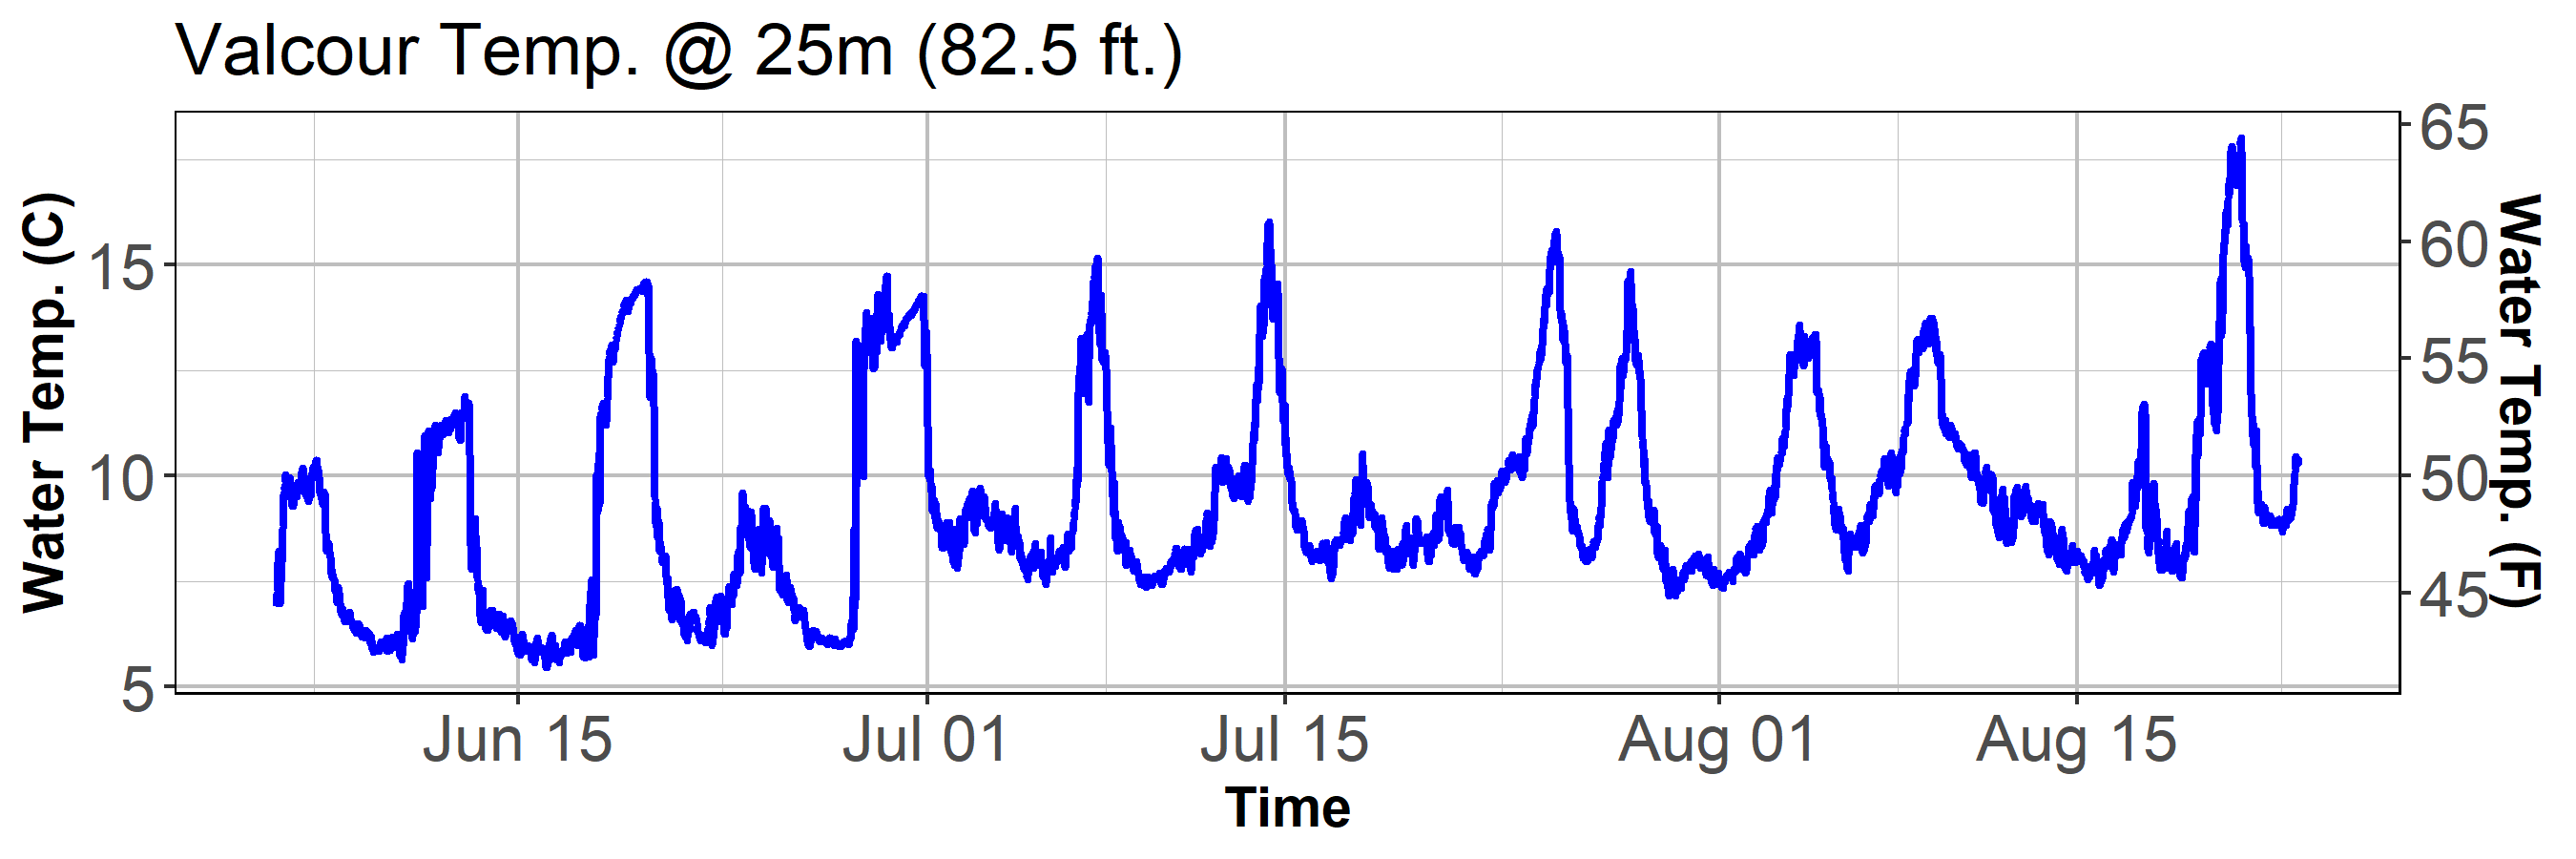 Valcour Temp. @ 25m (82.5 ft.)
Water Temp. (C)
15
10
5
65
60
55
50
45
Water Temp. (F)
Jun 15
Jul 01
Jul 15
Aug 01
Aug 15
Time